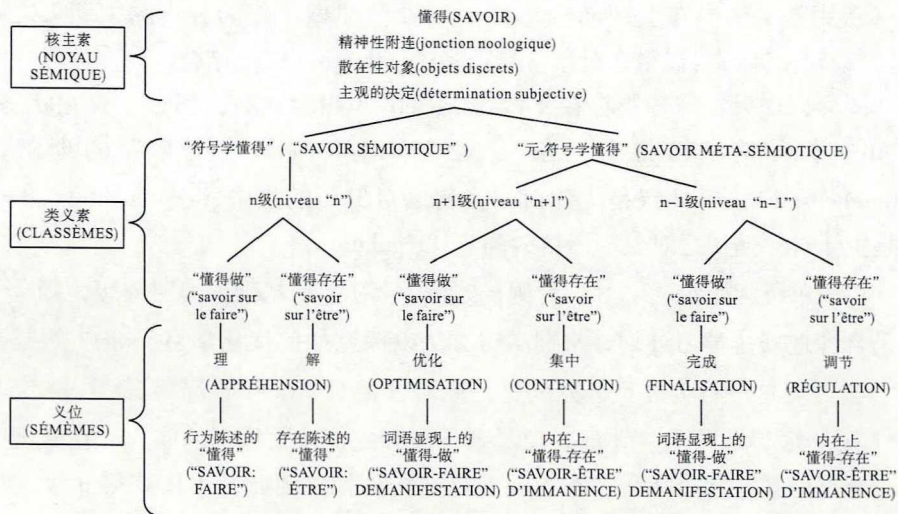 懂得(SAVOIR)
精神性附连(jonction noologique)
散在性对象(objets discrets)
主观的决定(détermination subjective)
核主素
(NOYAU
SÉMIQUE)
“符号学懂得”(“SAVOIR SÉMIOTIQUE”)
“元-符号学懂得”(SAVOIR MÉTA-SÉMIOTIQUE)
n级(niveau “n”)
n+1级(niveau “n+1”)
n–1级(niveau “n–1”)
类义素
(CLASSÈMES)
“懂得做”
(“savoir sur
le faire”)
“懂得存在”
(“savoir
sur l’être”)
“懂得做”
(“savoir sur
le faire”)
“懂得存在”
(“savoir
sur l’être”)
“懂得做”
(“savoir sur
le faire”)
“懂得存在”
(“savoir
sur l’être”)
理 解
(APPRÉHENSION)
优化
(OPTIMISATION)
集中
(CONTENTION)
完成
(FINALISATION)
调节
(RÉGULATION)
义位
(SÉMÈMES)
行为陈述的
“懂得”
(“SAVOIR:
FAIRE”)
存在陈述的
“懂得”
(“SAVOIR:
ÊTRE”)
词语显现上的
“懂得-做”
(“SAVOIR-FAIRE”
DEMANIFESTATION)
内在上
“懂得-存在”
(“SAVOIR-ÊTRE”
D’IMMANENCE)
词语显现上的
“懂得-做”
(“SAVOIR-FAIRE”
DEMANIFESTATION)
内在上
“懂得-存在”
(“SAVOIR-ÊTRE”
D’IMMANENCE)